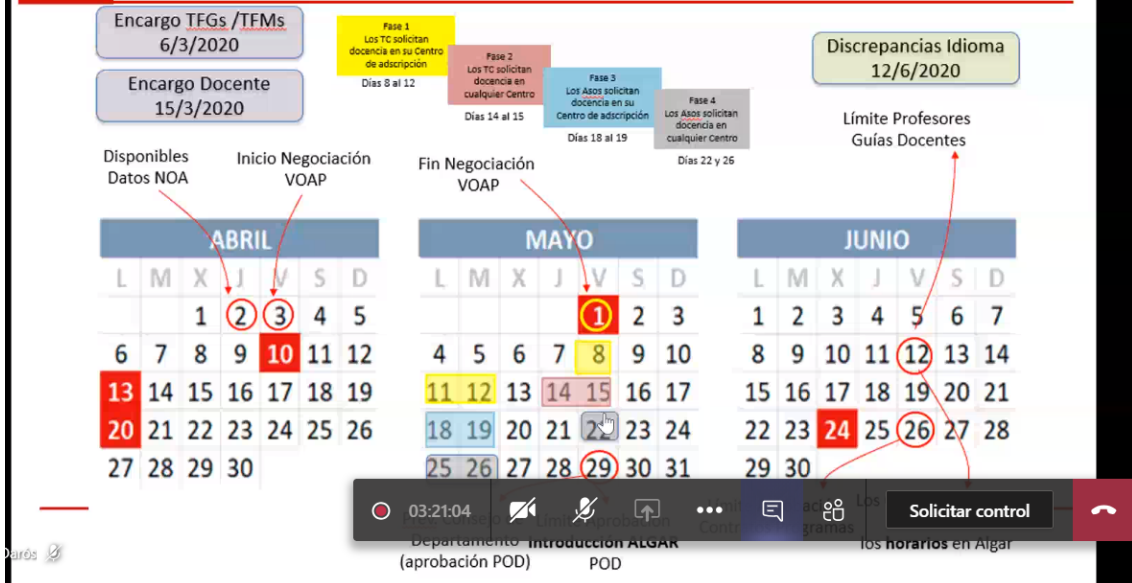 Encargo TFGs /TFMs
6/3/2020
Encargo Docente
15/3/2020
Fase 1
Los TC solicitan
docencia en su Centro
de adscripción
Días 8 al 12
Fase 2
Los TC solicitan
docencia en
cualquier Centro
Días 14 al 15
Fase 3
Los Asos solicitan
docencia en su
Centro de adscripción
Días 18 al 19
Fase 4
Los Asos solicitan
docencia en
cualquier Centro
Días 22 y 26
Discrepancias Idioma
12/6/2020
Límite Profesores
Guías Docentes
Disponibles
Datos NOA
Inicio Negociación
VOAP
Fin Negociación
VOAP
ABRIL
L M X J V S D
1 2 3 4 5
6 7 8 9 10 11 12
13 14 15 16 17 18 19
20 21 22 23 24 25 26
27 28 29 30
MAYO
L M X J V S D
1 2 3
4 5 6 7 8 9 10
11 12 13 14 15 16 17
18 19 20 21 22 23 24
25 26 27 28 29 30 31
JUNIO
L M X J V S D
1 2 3 4 5 6 7
8 9 10 11 12 13 14
15 16 17 18 19 20 21
22 23 24 25 26 27 28
29 30
03:21:04
Solicitar control
Departamento
(aprobación POD)
Introducción ALGAR
POD
los horarios en Algar
Darós